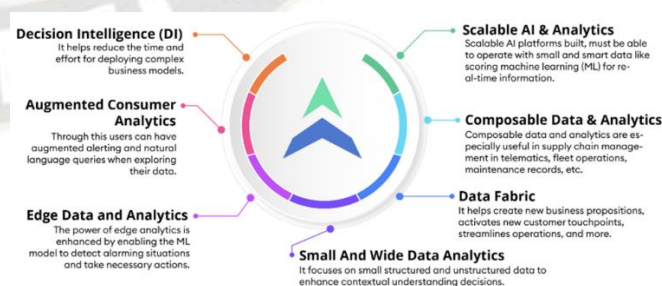 Decision Intelligence (DI)
It helps reduce the time and
effort for deploying complex
business models.
Augmented Consumer
Analytics
Through this users can have
augmented alerting and natural
language queries when exploring
their data.
Edge Data and Analytics
The power of edge analytics is
enhanced by enabling the ML
model to detect alarming situations
and take necessary actions.
Scalable AI & Analytics
Scalable AI platforms built, must be able
to operate with small and smart data like
scoring machine learning (ML) for re-
al-time information.
Composable Data & Analytics
Composable data and analytics are es-
pecially useful in supply chain manage-
ment in telematics, fleet operations,
maintenance records, etc.
Data Fabric
It helps create new business propositions,
activates new customer touchpoints,
streamlines operations, and more.
Small And Wide Data Analytics
It focuses on small structured and unstructured data to
enhance contextual understanding decisions.